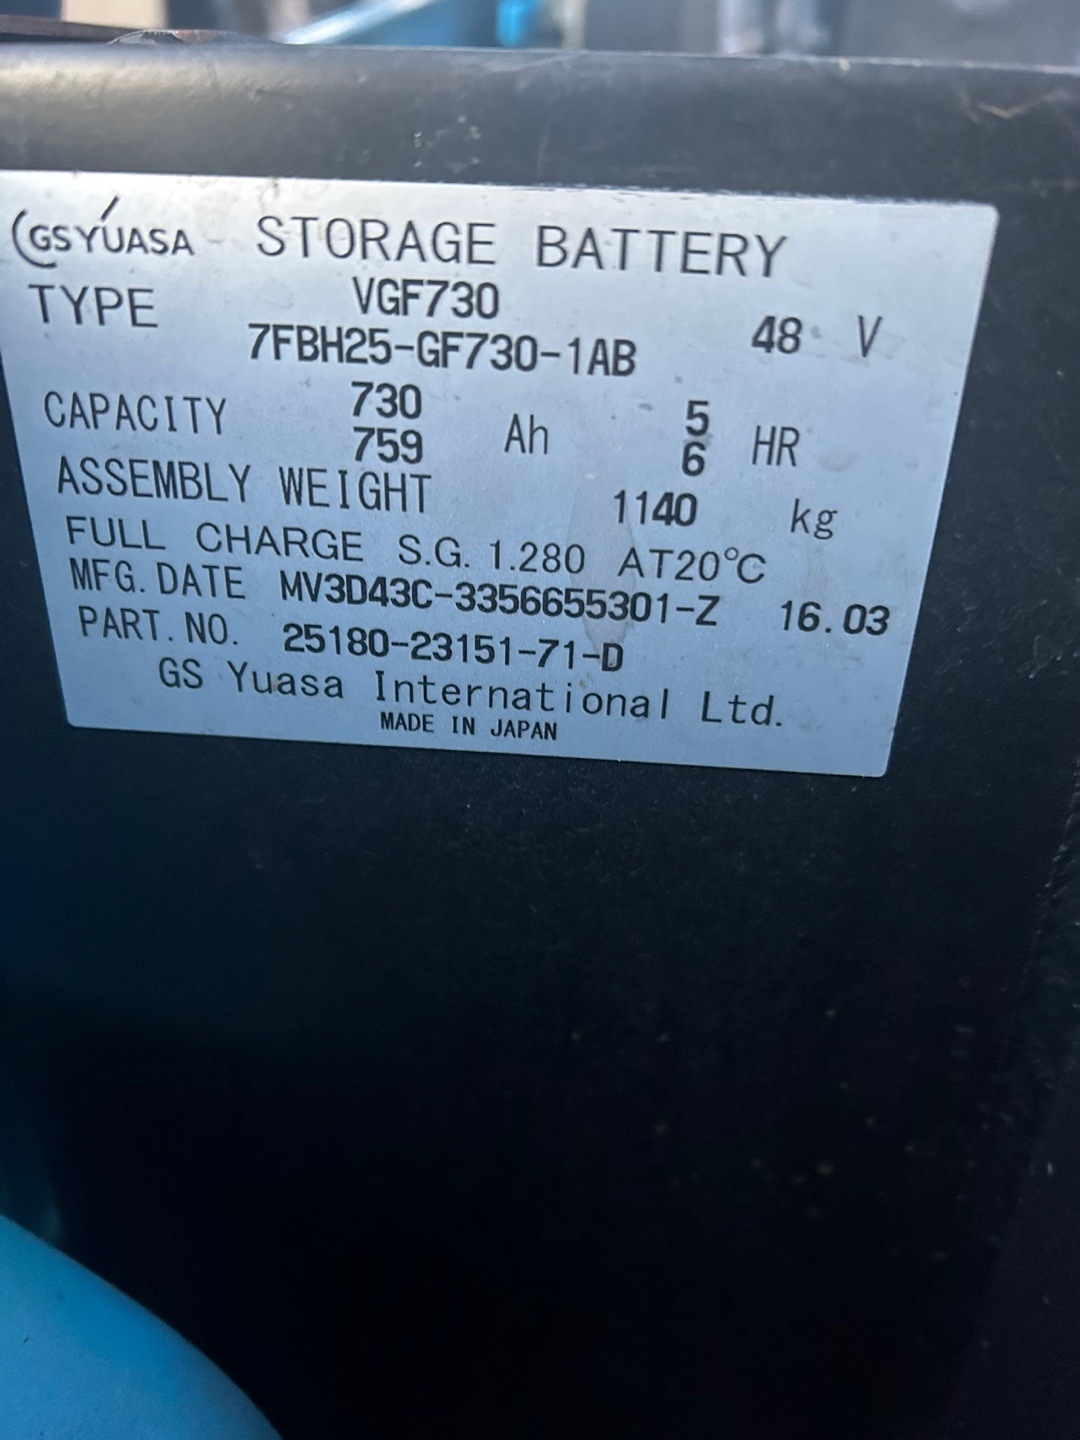 GS YUASA STORAGE BATTERY
TYPE VGF730 48 V
7FBH25-GF730-1AB
CAPACITY 730 Ah 5 HR
759 6
ASSEMBLY WEIGHT 1140 kg
FULL CHARGE S.G. 1.280 AT20°C
MFG. DATE MV3D43C-3356655301-Z 16.03
PART. NO. 25180-23151-71-D
GS Yuasa International Ltd.
MADE IN JAPAN